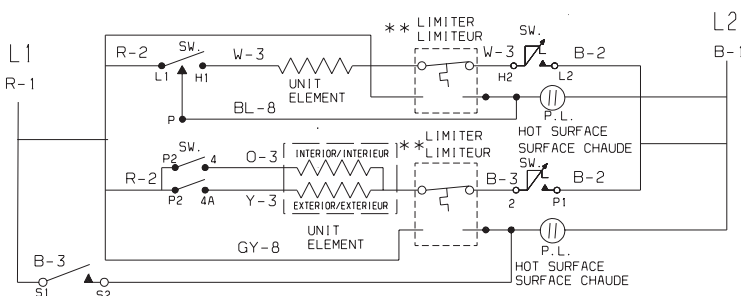 L1
R-1
R-2
SW.
L1
H1
W-3
UNIT
ELEMENT
BL-8
P
** LIMITER
LIMITEUR
W-3
SW.
H2
L2
B-2
L2
B-1
P.L.
HOT SURFACE
SURFACE CHAUDE
SW.
P2
4
O-3
INTERIOR/INTERIEUR
R-2
P2
4A
Y-3
EXTERIOR/EXTERIEUR
UNIT
ELEMENT
GY-8
** LIMITER
LIMITEUR
B-3
SW.
2
P1
B-2
P.L.
HOT SURFACE
SURFACE CHAUDE
B-3
S1
S2